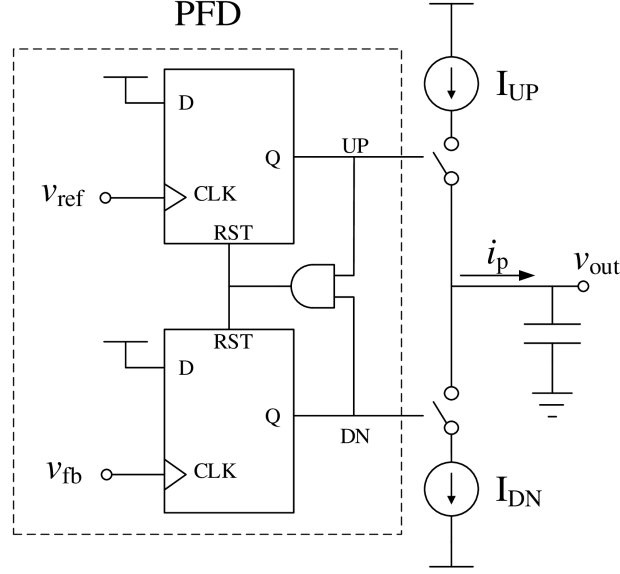 PFD
I_UP
D
UP
Q
v_ref
CLK
RST
i_p
v_out
RST
D
Q
DN
v_fb
CLK
I_DN